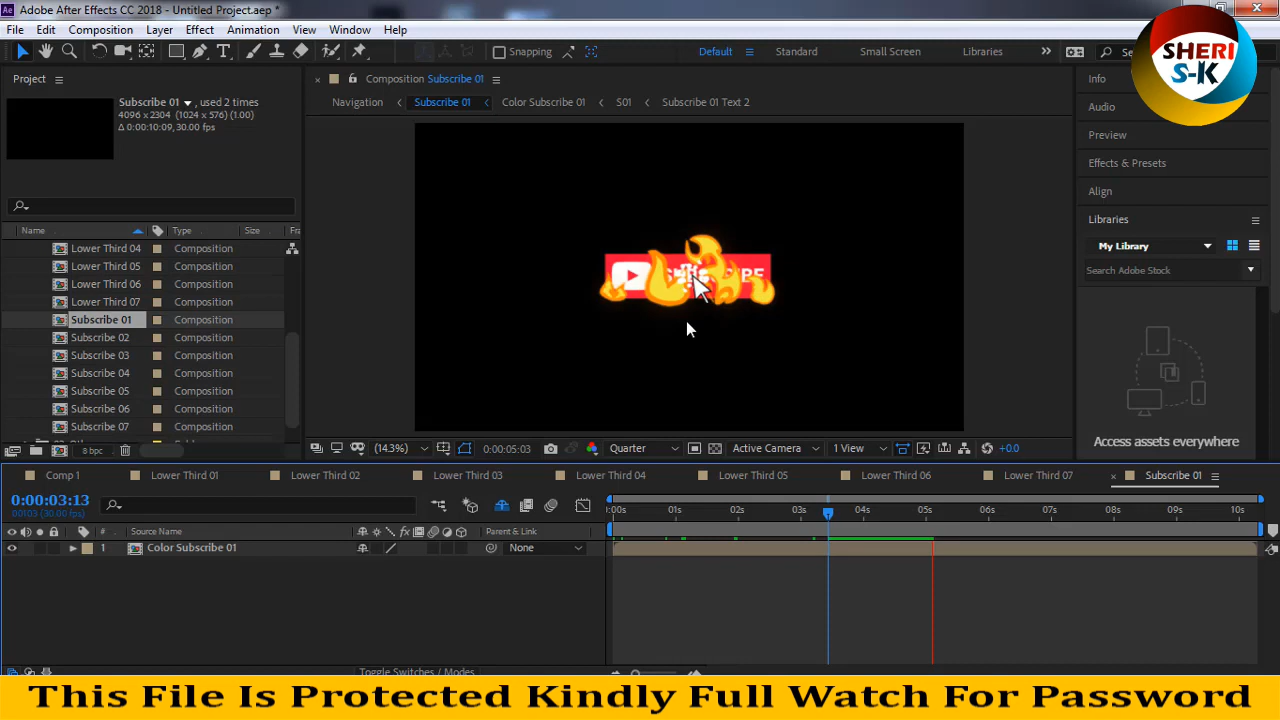 Adobe After Effects CC 2018 - Untitled Project.aep *
File Edit Composition Layer Effect Animation View Window Help
Snapping
Default Standard Small Screen Libraries
SHERI
S-K
Project
Composition Subscribe 01
Info
Subscribe 01 , used 2 times
4096 x 2304 (1024 x 576) (1.00)
Δ 0:00:10:09, 30.00 fps
Navigation Subscribe 01 Color Subscribe 01 S01 Subscribe 01 Text 2
Audio
Preview
Effects & Presets
Align
Libraries
My Library
Search Adobe Stock
Name Type Size Fra
Lower Third 04 Composition
Lower Third 05 Composition
Lower Third 06 Composition
Lower Third 07 Composition
Subscribe 01 Composition
Subscribe 02 Composition
Subscribe 03 Composition
Subscribe 04 Composition
Subscribe 05 Composition
Subscribe 06 Composition
Subscribe 07 Composition
Access assets everywhere
8 bpc
(14.3%) 0:00:05:03 Quarter Active Camera 1 View +0.0
Comp 1 Lower Third 01 Lower Third 02 Lower Third 03 Lower Third 04 Lower Third 05 Lower Third 06 Lower Third 07 Subscribe 01
0:00:03:13
00103 (30.00 fps)
:00s 01s 02s 04s 05s 06s 07s 08s 09s 10s
# Source Name Parent & Link
1 Color Subscribe 01 None
Toggle Switches / Modes
This File Is Protected Kindly Full Watch For Password